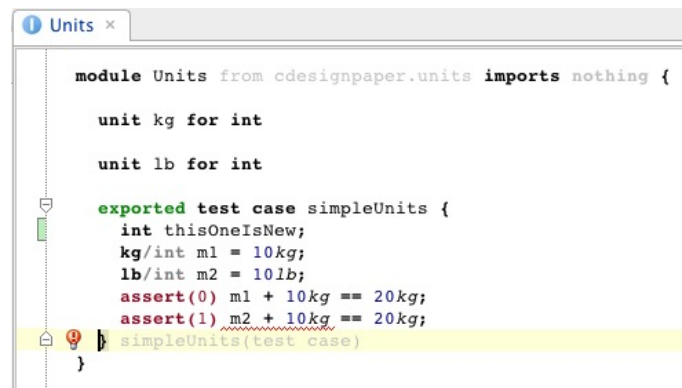 Units ×
module Units from cdesignpaper.units imports nothing {
unit kg for int
unit lb for int
exported test case simpleUnits {
int thisOneIsNew;
kg/int m1 = 10kg;
lb/int m2 = 10lb;
assert(0) m1 + 10kg == 20kg;
assert(1) m2 + 10kg == 20kg;
} simpleUnits(test case)
}